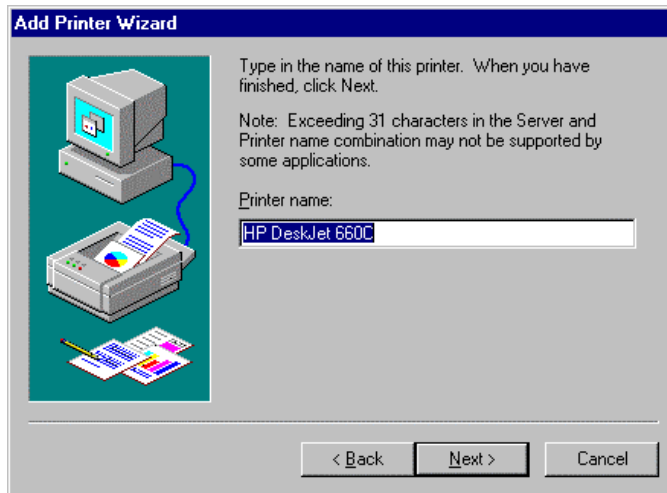 Add Printer Wizard
Type in the name of this printer.  When you have
finished, click Next.
Note:  Exceeding 31 characters in the Server and
Printer name combination may not be supported by
some applications.
Printer name:
HP DeskJet 660C
< Back
Next >
Cancel